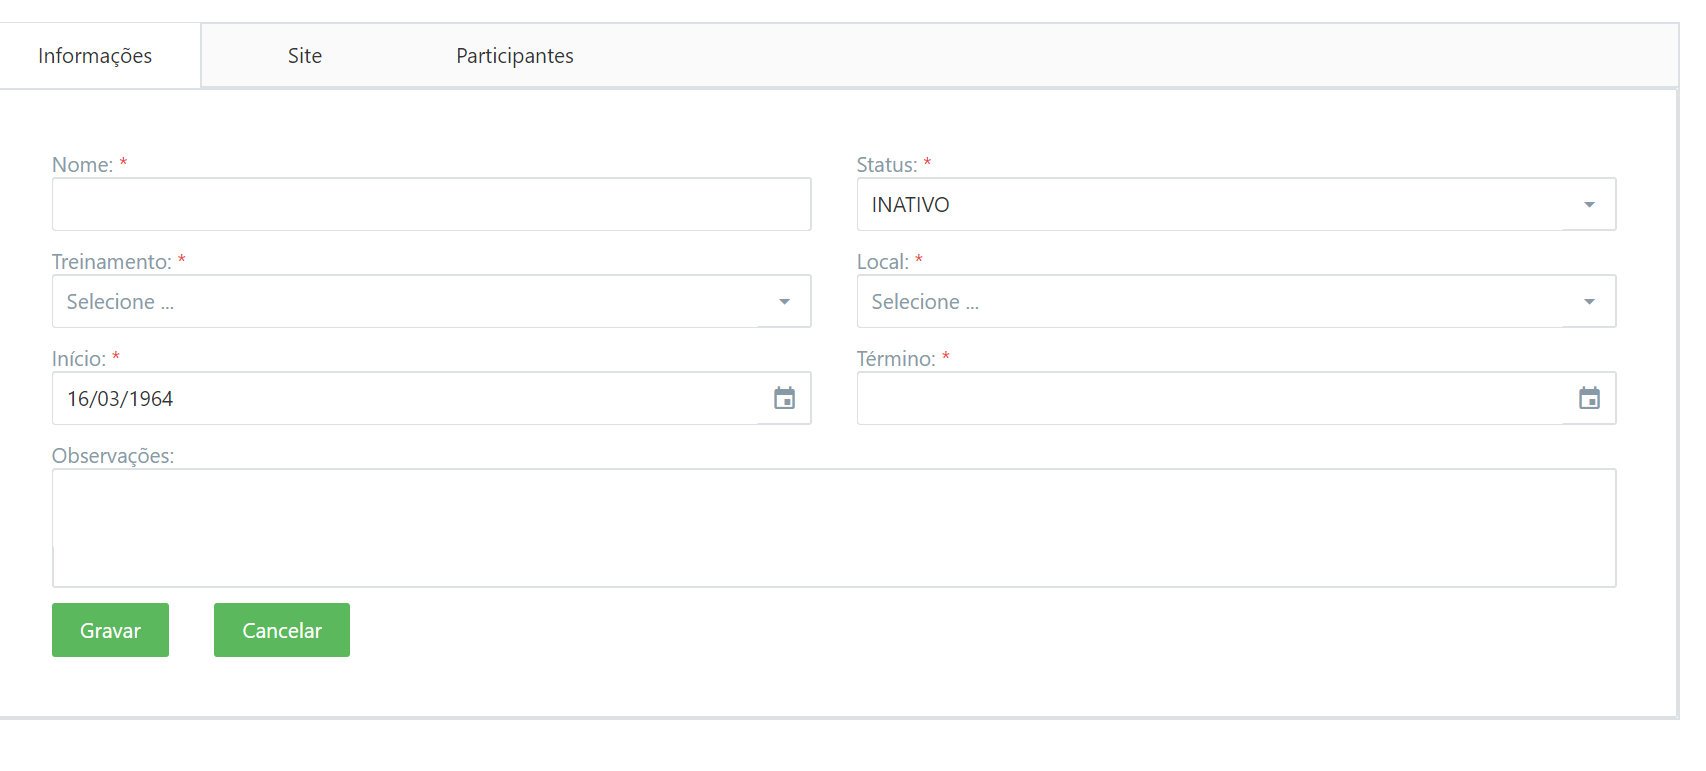 Informações Site Participantes
Nome: * Status: *
INATIVO
Treinamento: * Local: *
Selecione ... Selecione ...
Início: * Término: *
16/03/1964
Observações:
Gravar Cancelar